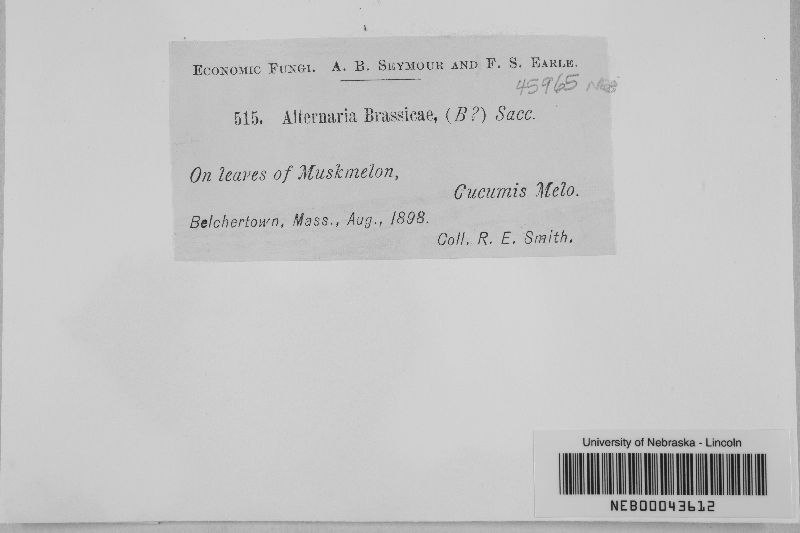 ECONOMIC FUNGI. A. B. SEYMOUR AND F. S. EARLE.
45965
515. Alternaria Brassicae, (B?) Sacc.
On leaves of Muskmelon,
Cucumis Melo.
Belchertown, Mass., Aug., 1898.
Coll. R. E. Smith.
University of Nebraska - Lincoln
NEB00043612